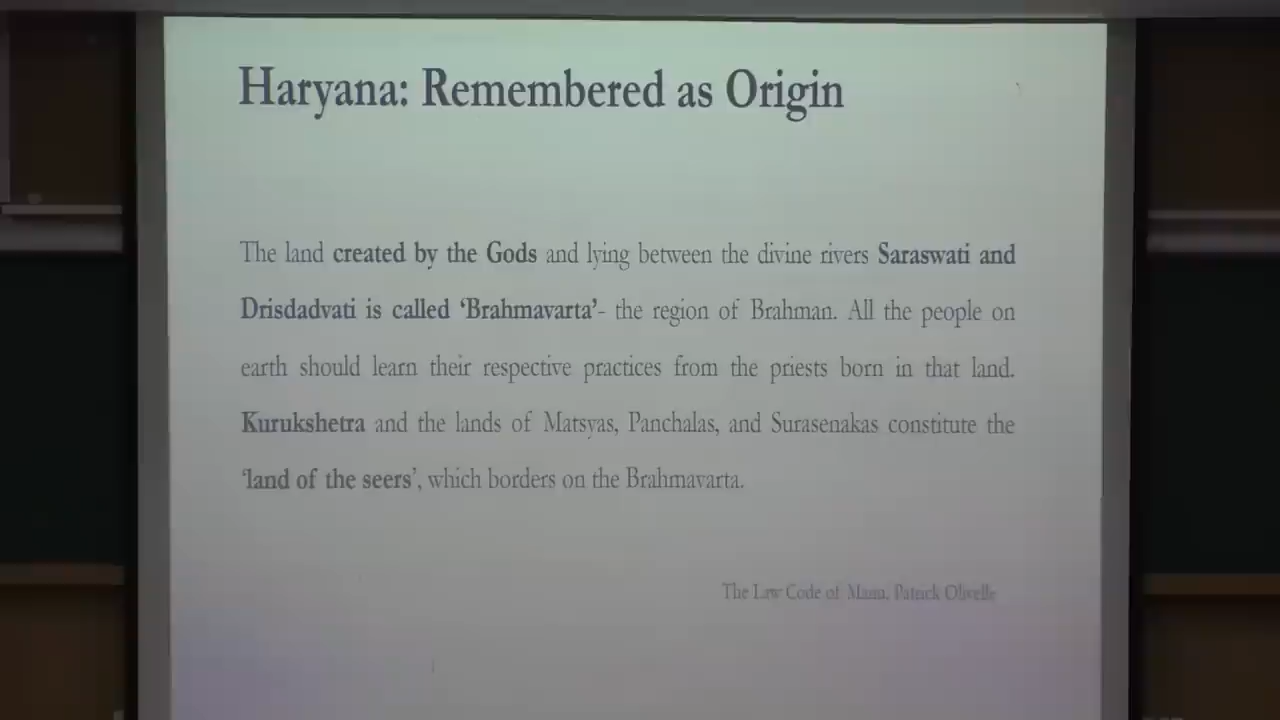 Haryana: Remembered as Origin
The land created by the Gods and lying between the divine rivers Saraswati and
Drisdadvati is called ‘Brahmavarta’- the region of Brahman. All the people on
earth should learn their respective practices from the priests born in that land.
Kurukshetra and the lands of Matsyas, Panchalas, and Surasenakas constitute the
‘land of the seers’, which borders on the Brahmavarta.
The Law Code of Manu, Patrick Olivelle